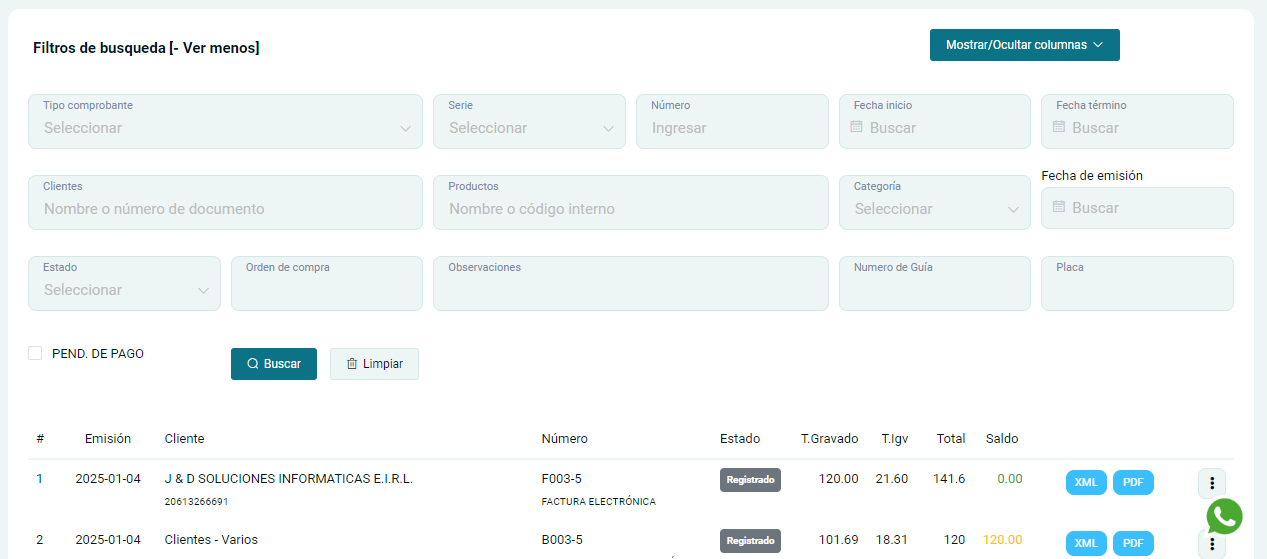 Filtros de busqueda [- Ver menos]
Mostrar/Ocultar columnas
Tipo comprobante
Seleccionar
Serie
Seleccionar
Número
Ingresar
Fecha inicio
Buscar
Fecha término
Buscar
Clientes
Nombre o número de documento
Productos
Nombre o código interno
Categoría
Seleccionar
Fecha de emisión
Buscar
Estado
Seleccionar
Orden de compra
Observaciones
Numero de Guía
Placa
PEND. DE PAGO
Buscar
Limpiar
# Emisión Cliente Número Estado T.Gravado T.Igv Total Saldo
1 2025-01-04 J & D SOLUCIONES INFORMATICAS E.I.R.L. F003-5 Registrado 120.00 21.60 141.6 0.00 XML PDF
20613266691 FACTURA ELECTRÓNICA
2 2025-01-04 Clientes - Varios B003-5 Registrado 101.69 18.31 120 120.00 XML PDF